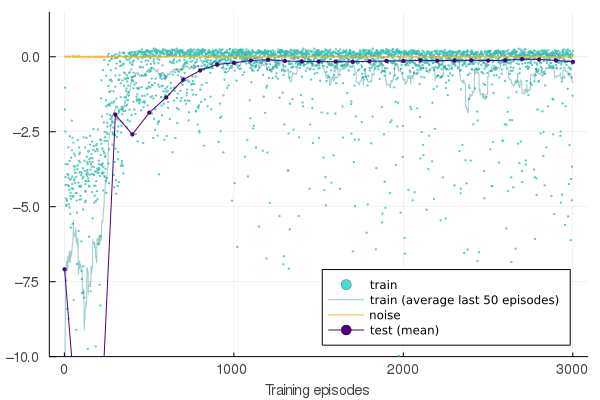 0.0
−2.5
−5.0
−7.5
−10.0
train
train (average last 50 episodes)
noise
test (mean)
0 1000 2000 3000
Training episodes